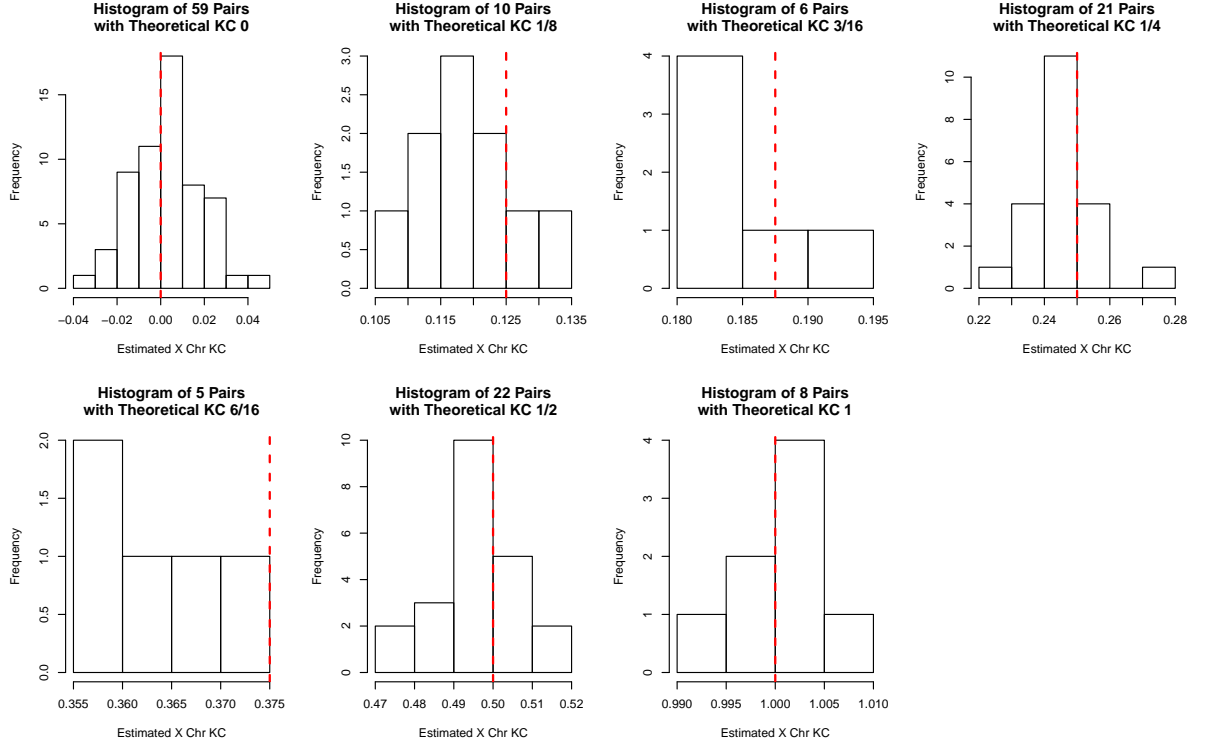 Histogram of 59 Pairs
with Theoretical KC 0
Frequency
0
5
10
15
−0.04 −0.02 0.00 0.02 0.04
Estimated X Chr KC
Histogram of 10 Pairs
with Theoretical KC 1/8
Frequency
0.0
0.5
1.0
1.5
2.0
2.5
3.0
0.105 0.115 0.125 0.135
Estimated X Chr KC
Histogram of 6 Pairs
with Theoretical KC 3/16
Frequency
0
1
2
3
4
0.180 0.185 0.190 0.195
Estimated X Chr KC
Histogram of 21 Pairs
with Theoretical KC 1/4
Frequency
0
2
4
6
8
10
0.22 0.24 0.26 0.28
Estimated X Chr KC
Histogram of 5 Pairs
with Theoretical KC 6/16
Frequency
0.0
0.5
1.0
1.5
2.0
0.355 0.360 0.365 0.370 0.375
Estimated X Chr KC
Histogram of 22 Pairs
with Theoretical KC 1/2
Frequency
0
2
4
6
8
10
0.47 0.48 0.49 0.50 0.51 0.52
Estimated X Chr KC
Histogram of 8 Pairs
with Theoretical KC 1
Frequency
0
1
2
3
4
0.990 0.995 1.000 1.005 1.010
Estimated X Chr KC